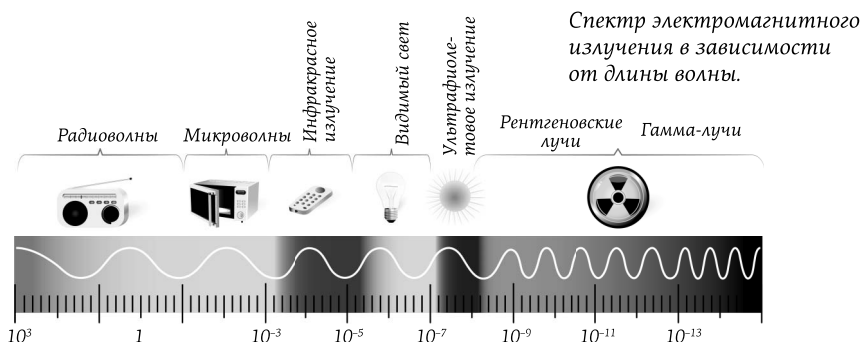 Спектр электромагнитного
излучения в зависимости
от длины волны.
Радиоволны
Микроволны
Инфракрасное
излучение
Видимый свет
Ультрафиоле-
товое излучение
Рентгеновские
лучи
Гамма-лучи
10³ 1 10⁻³ 10⁻⁵ 10⁻⁷ 10⁻⁹ 10⁻¹¹ 10⁻¹³